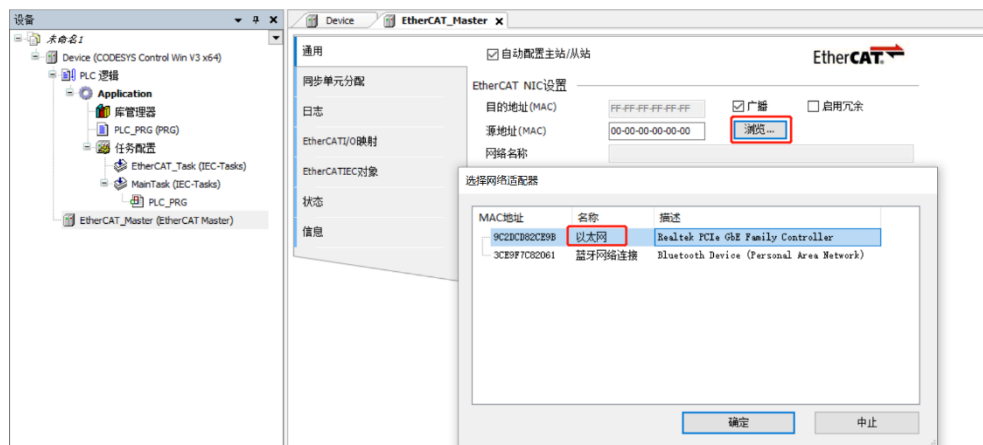 设备
未命名1
Device (CODESYS Control Win V3 x64)
PLC 逻辑
Application
库管理器
PLC_PRG (PRG)
任务配置
EtherCAT_Task (IEC-Tasks)
MainTask (IEC-Tasks)
PLC_PRG
EtherCAT_Master (EtherCAT Master)
Device
EtherCAT_Master
通用
同步单元分配
日志
EtherCATI/O映射
EtherCATIEC对象
状态
信息
自动配置主站/从站
EtherCAT
EtherCAT NIC设置
目的地址(MAC) FF-FF-FF-FF-FF-FF 广播 启用冗余
源地址(MAC) 00-00-00-00-00-00 浏览...
网络名称
选择网络适配器
MAC地址 名称 描述
9C2DCD82CE9B 以太网 Realtek PCIe GbE Family Controller
3CE9F7C82061 蓝牙网络连接 Bluetooth Device (Personal Area Network)
确定 中止